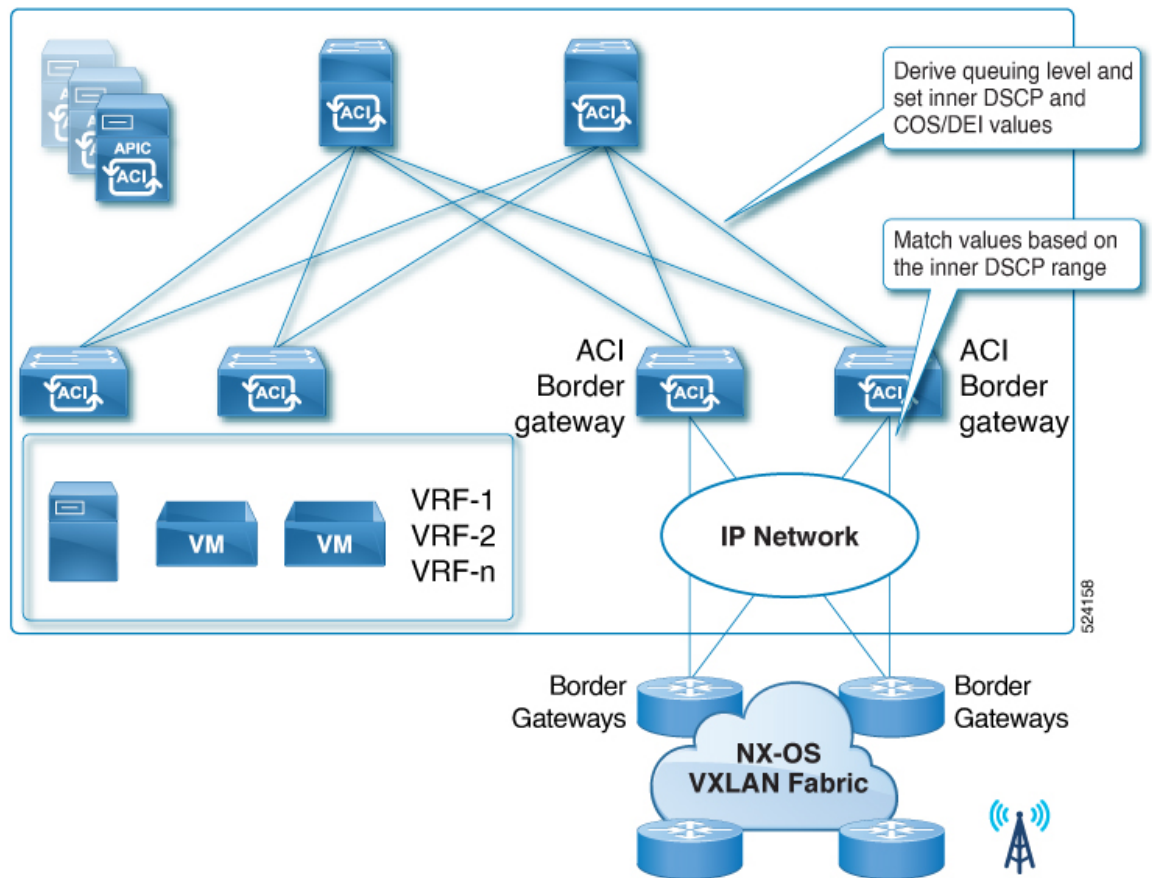 ACI
ACI
Derive queuing level and
set inner DSCP and
COS/DEI values
APIC
ACI
Match values based on
the inner DSCP range
ACI
ACI
ACI
Border
gateway
ACI
ACI
ACI
Border
gateway
VM
VM
VRF-1
VRF-2
VRF-n
IP Network
524158
Border
Gateways
Border
Gateways
NX-OS
VXLAN Fabric